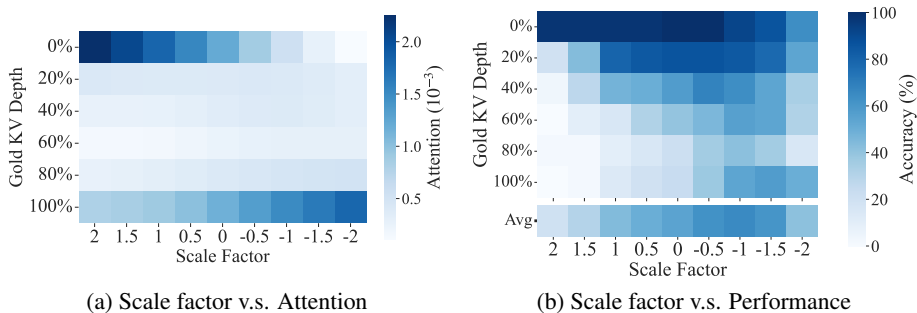 0%
20%
40%
60%
80%
100%
Gold KV Depth
2 1.5 1 0.5 0 -0.5 -1 -1.5 -2
Scale Factor
2.0
1.5
1.0
0.5
Attention (10⁻³)
(a) Scale factor v.s. Attention
0%
20%
40%
60%
80%
100%
Avg
Gold KV Depth
2 1.5 1 0.5 0 -0.5 -1 -1.5 -2
Scale Factor
100
80
60
40
20
0
Accuracy (%)
(b) Scale factor v.s. Performance